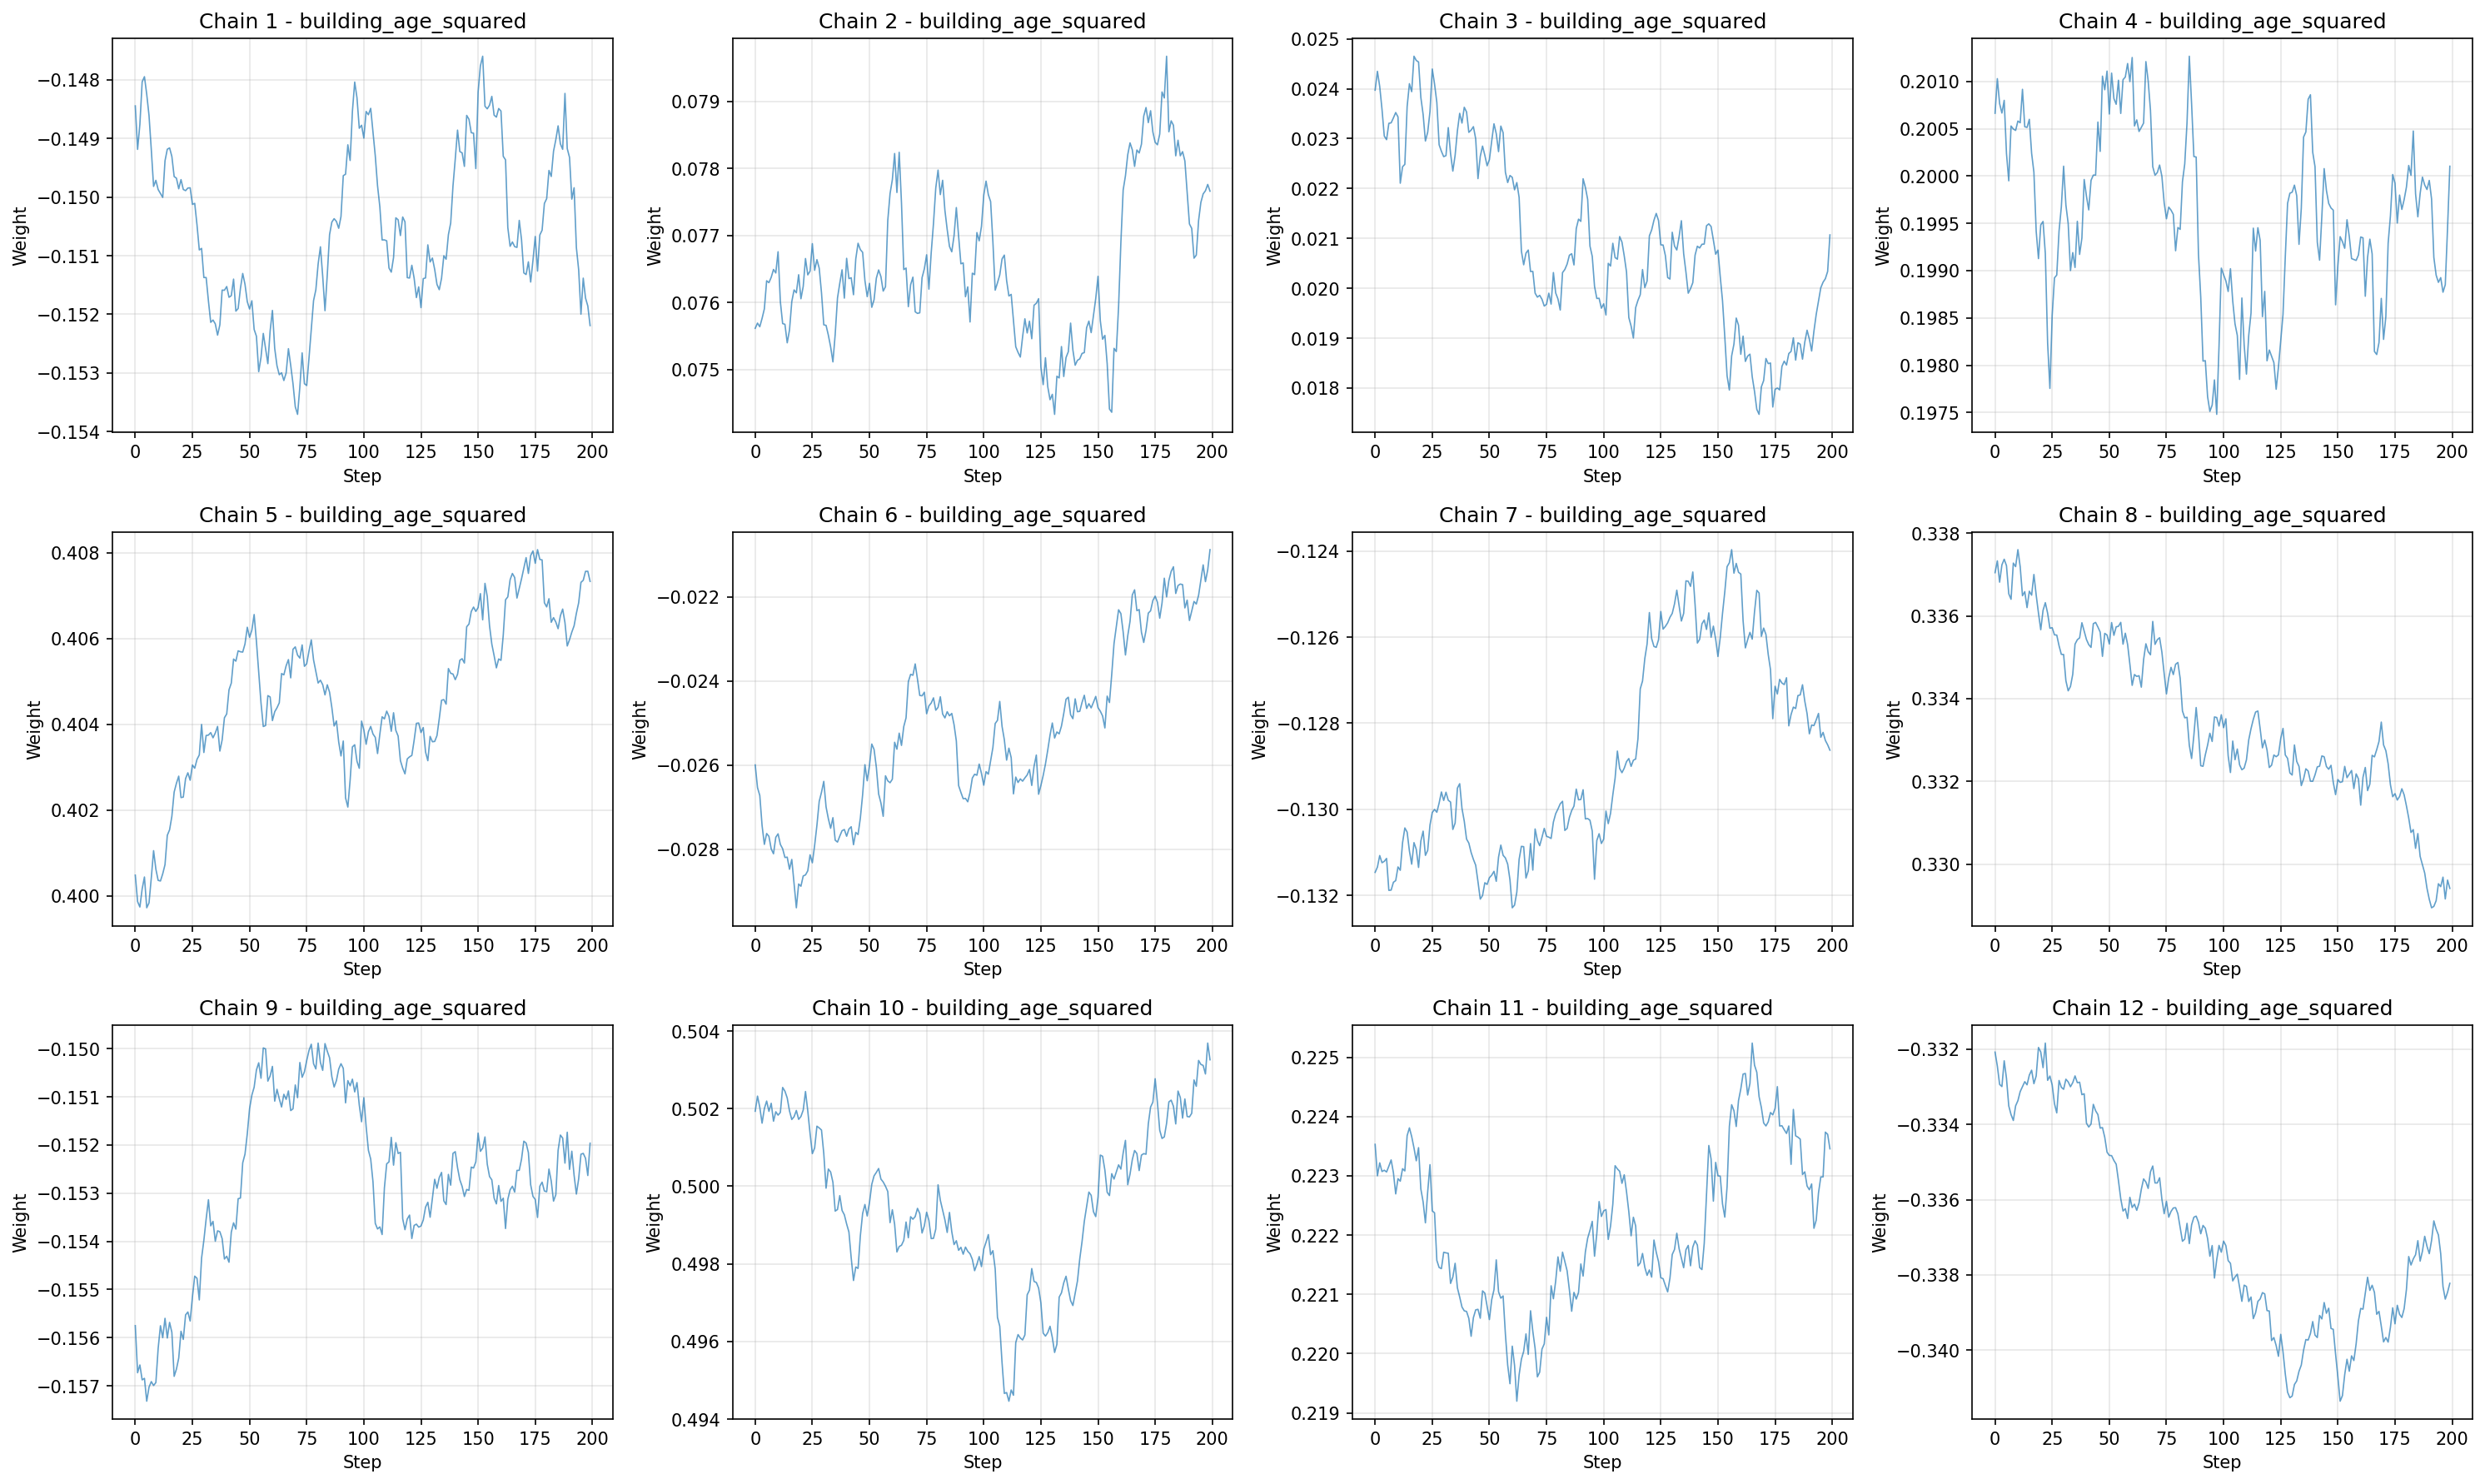 Chain 1 - building_age_squared
−0.148
−0.149
−0.150
−0.151
−0.152
−0.153
−0.154
Weight
0 25 50 75 100 125 150 175 200
Step
Chain 2 - building_age_squared
0.079
0.078
0.077
0.076
0.075
Weight
0 25 50 75 100 125 150 175 200
Step
Chain 3 - building_age_squared
0.025
0.024
0.023
0.022
0.021
0.020
0.019
0.018
Weight
0 25 50 75 100 125 150 175 200
Step
Chain 4 - building_age_squared
0.2010
0.2005
0.2000
0.1995
0.1990
0.1985
0.1980
0.1975
Weight
0 25 50 75 100 125 150 175 200
Step
Chain 5 - building_age_squared
0.408
0.406
0.404
0.402
0.400
Weight
0 25 50 75 100 125 150 175 200
Step
Chain 6 - building_age_squared
−0.022
−0.024
−0.026
−0.028
Weight
0 25 50 75 100 125 150 175 200
Step
Chain 7 - building_age_squared
−0.124
−0.126
−0.128
−0.130
−0.132
Weight
0 25 50 75 100 125 150 175 200
Step
Chain 8 - building_age_squared
0.338
0.336
0.334
0.332
0.330
Weight
0 25 50 75 100 125 150 175 200
Step
Chain 9 - building_age_squared
−0.150
−0.151
−0.152
−0.153
−0.154
−0.155
−0.156
−0.157
Weight
0 25 50 75 100 125 150 175 200
Step
Chain 10 - building_age_squared
0.504
0.502
0.500
0.498
0.496
0.494
Weight
0 25 50 75 100 125 150 175 200
Step
Chain 11 - building_age_squared
0.225
0.224
0.223
0.222
0.221
0.220
0.219
Weight
0 25 50 75 100 125 150 175 200
Step
Chain 12 - building_age_squared
−0.332
−0.334
−0.336
−0.338
−0.340
Weight
0 25 50 75 100 125 150 175 200
Step